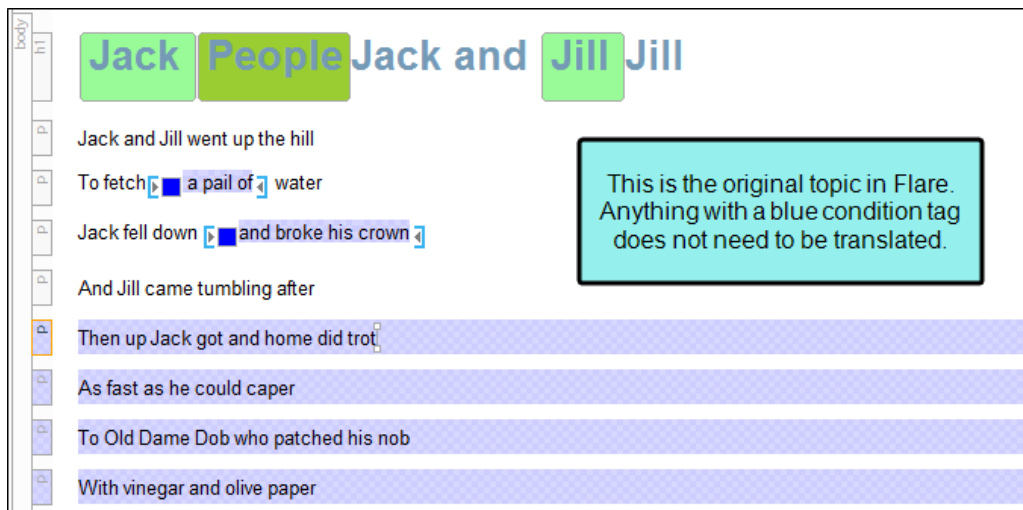 body
h1
Jack People Jack and Jill Jill
p
Jack and Jill went up the hill
p
To fetch a pail of water
p
Jack fell down and broke his crown
p
And Jill came tumbling after
p
Then up Jack got and home did trot
p
As fast as he could caper
p
To Old Dame Dob who patched his nob
p
With vinegar and olive paper
This is the original topic in Flare.
Anything with a blue condition tag
does not need to be translated.